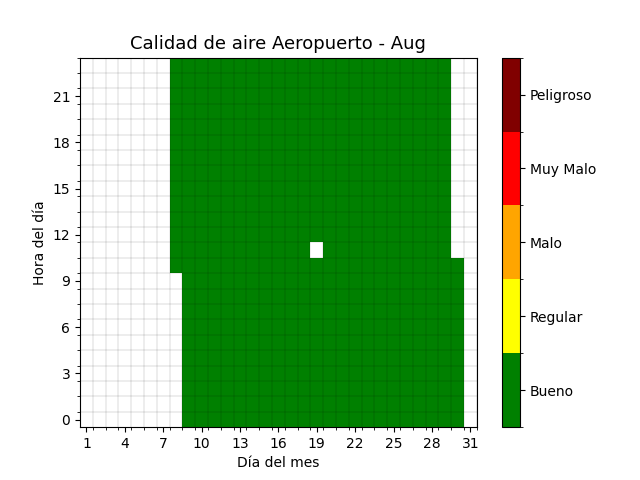 Calidad de aire Aeropuerto - Aug
Hora del día
21
18
15
12
9
6
3
0
1 4 7 10 13 16 19 22 25 28 31
Día del mes
Peligroso
Muy Malo
Malo
Regular
Bueno